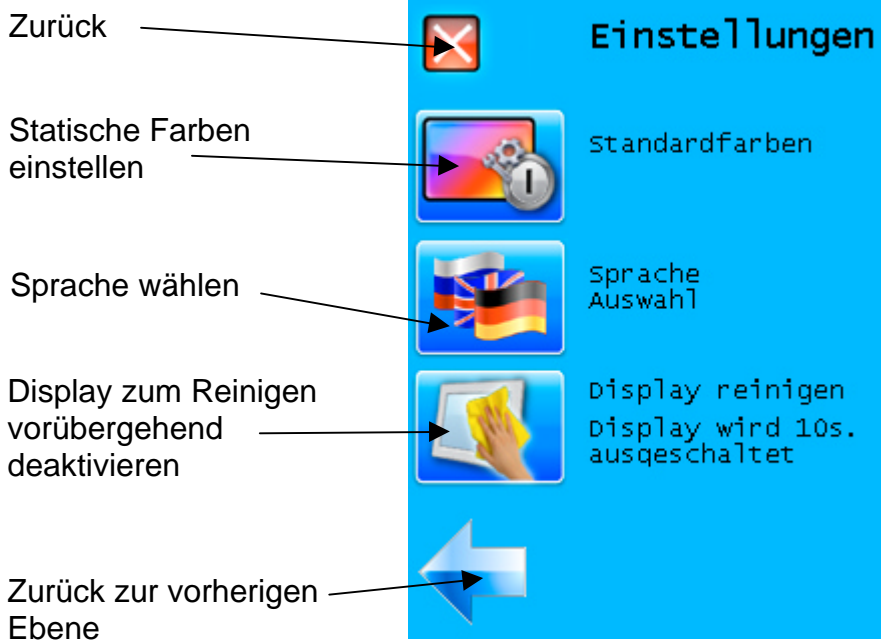 Zurück
Einstellungen
Statische Farben
einstellen
Standardfarben
Sprache wählen
Sprache
Auswahl
Display zum Reinigen
vorübergehend
deaktivieren
Display reinigen
Display wird 10s.
ausgeschaltet
Zurück zur vorherigen
Ebene